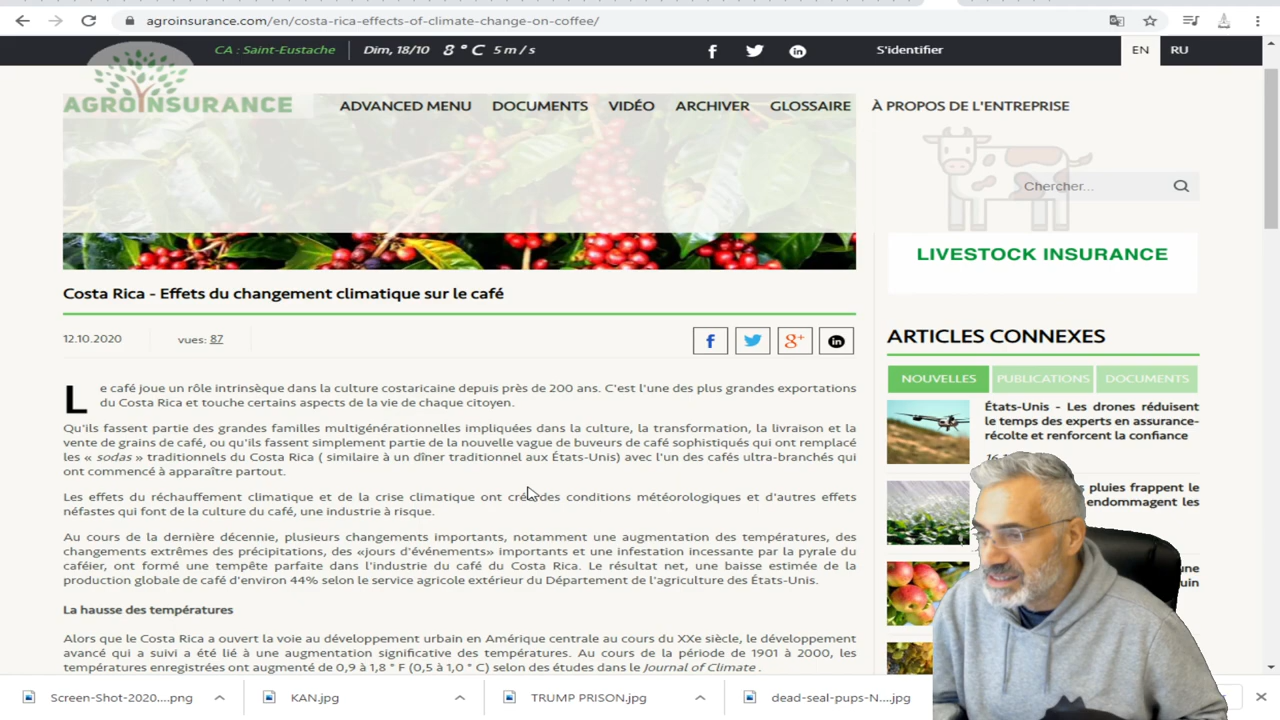 agroinsurance.com/en/costa-rica-effects-of-climate-change-on-coffee/
CA : Saint-Eustache
Dim, 18/10 8 ° C 5 m / s
S'identifier
EN
RU
AGROINSURANCE
ADVANCED MENU
DOCUMENTS
VIDÉO
ARCHIVER
GLOSSAIRE
À PROPOS DE L'ENTREPRISE
Chercher...
LIVESTOCK INSURANCE
Costa Rica - Effets du changement climatique sur le café
12.10.2020
vues: 87
Le café joue un rôle intrinsèque dans la culture costaricaine depuis près de 200 ans. C'est l'une des plus grandes exportations
du Costa Rica et touche certains aspects de la vie de chaque citoyen.
Qu'ils fassent partie des grandes familles multigénérationnelles impliquées dans la culture, la transformation, la livraison et la
vente de grains de café, ou qu'ils fassent simplement partie de la nouvelle vague de buveurs de café sophistiqués qui ont remplacé
les « sodas » traditionnels du Costa Rica ( similaire à un dîner traditionnel aux États-Unis) avec l'un des cafés ultra-branchés qui
ont commencé à apparaître partout.
Les effets du réchauffement climatique et de la crise climatique ont créé des conditions météorologiques et d'autres effets
néfastes qui font de la culture du café, une industrie à risque.
Au cours de la dernière décennie, plusieurs changements importants, notamment une augmentation des températures, des
changements extrêmes des précipitations, des «jours d'événements» importants et une infestation incessante par la pyrale du
caféier, ont formé une tempête parfaite dans l'industrie du café du Costa Rica. Le résultat net, une baisse estimée de la
production globale de café d'environ 44% selon le service agricole extérieur du Département de l'agriculture des États-Unis.
La hausse des températures
Alors que le Costa Rica a ouvert la voie au développement urbain en Amérique centrale au cours du XXe siècle, le développement
avancé qui a suivi a été lié à une augmentation significative des températures. Au cours de la période de 1901 à 2000, les
températures enregistrées ont augmenté de 0,9 à 1,8 ° F (0,5 à 1,0 ° C) selon des études dans le Journal of Climate .
ARTICLES CONNEXES
NOUVELLES
PUBLICATIONS
DOCUMENTS
États-Unis - Les drones réduisent
le temps des experts en assurance-
récolte et renforcent la confiance
pluies frappent le
endommagent les
Screen-Shot-2020....png
KAN.jpg
TRUMP PRISON.jpg
dead-seal-pups-N....jpg